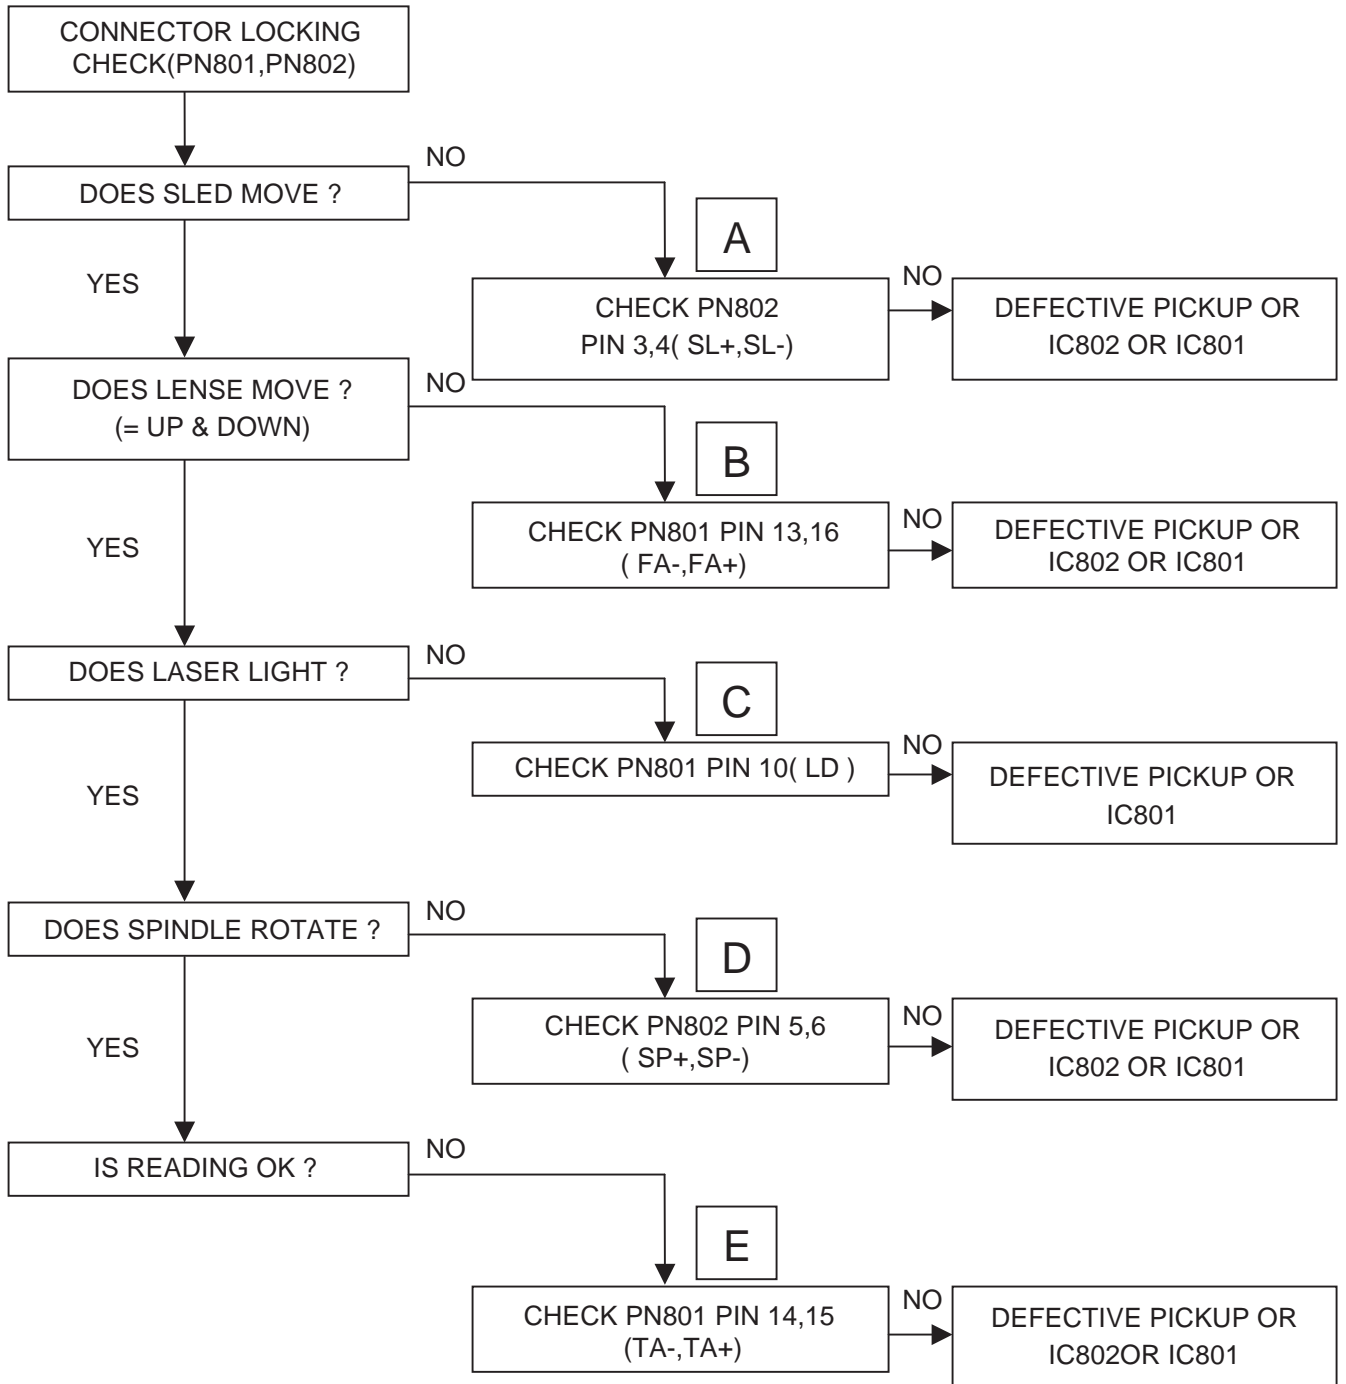 CONNECTOR LOCKING
CHECK(PN801,PN802)
DOES SLED MOVE ?
NO
YES
A
CHECK PN802
PIN 3,4( SL+,SL-)
NO
DEFECTIVE PICKUP OR
IC802 OR IC801
DOES LENSE MOVE ?
(= UP & DOWN)
NO
YES
B
CHECK PN801 PIN 13,16
( FA-,FA+)
NO
DEFECTIVE PICKUP OR
IC802 OR IC801
DOES LASER LIGHT ?
NO
YES
C
CHECK PN801 PIN 10( LD )
NO
DEFECTIVE PICKUP OR
IC801
DOES SPINDLE ROTATE ?
NO
YES
D
CHECK PN802 PIN 5,6
( SP+,SP-)
NO
DEFECTIVE PICKUP OR
IC802 OR IC801
IS READING OK ?
NO
E
CHECK PN801 PIN 14,15
(TA-,TA+)
NO
DEFECTIVE PICKUP OR
IC802OR IC801